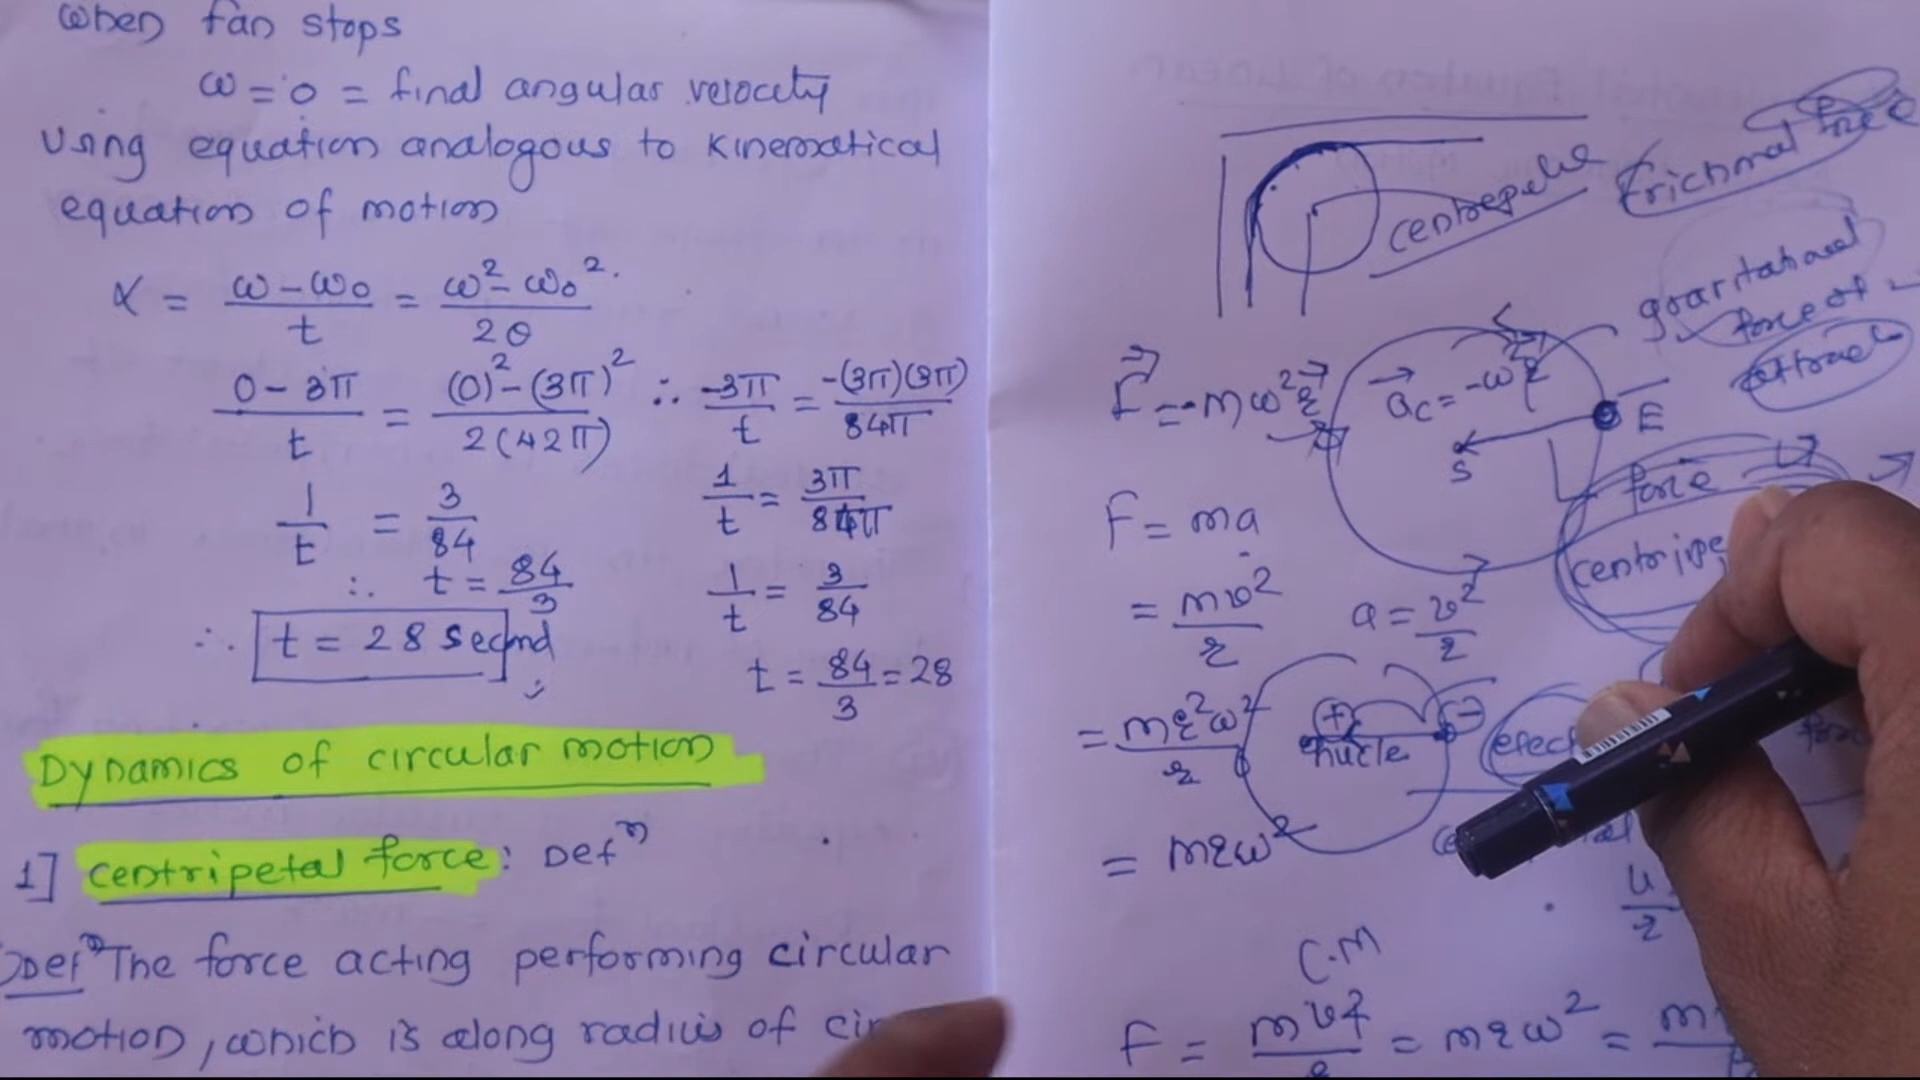 when fan stops
ω = 0 = final angular velocity
using equation analogous to kinematical
equation of motion
α = ω - ω₀ / t = ω² - ω₀² / 2θ
0 - 3π / t = (0)² - (3π)² / 2(42π) ∴ -3π / t = -(3π)(3π) / 84π
1 / t = 3 / 84
∴ t = 84 / 3
∴ t = 28 second
1 / t = 3π / 84π
1 / t = 3 / 84
t = 84 / 3 = 28
Dynamics of circular motion
1] centripetal force: Defⁿ
Defⁿ The force acting performing circular
motion, which is along radius of cir
frictional force
gravitational
force of
attrac
F = -mω²r
a_c = -ω²r
E
S
force
centripe
F = ma
= mv² / r
a = v² / r
= mr²ω² / r
+
-
nucle
= mrω²
C.M
F = mv² / r = mrω² = m